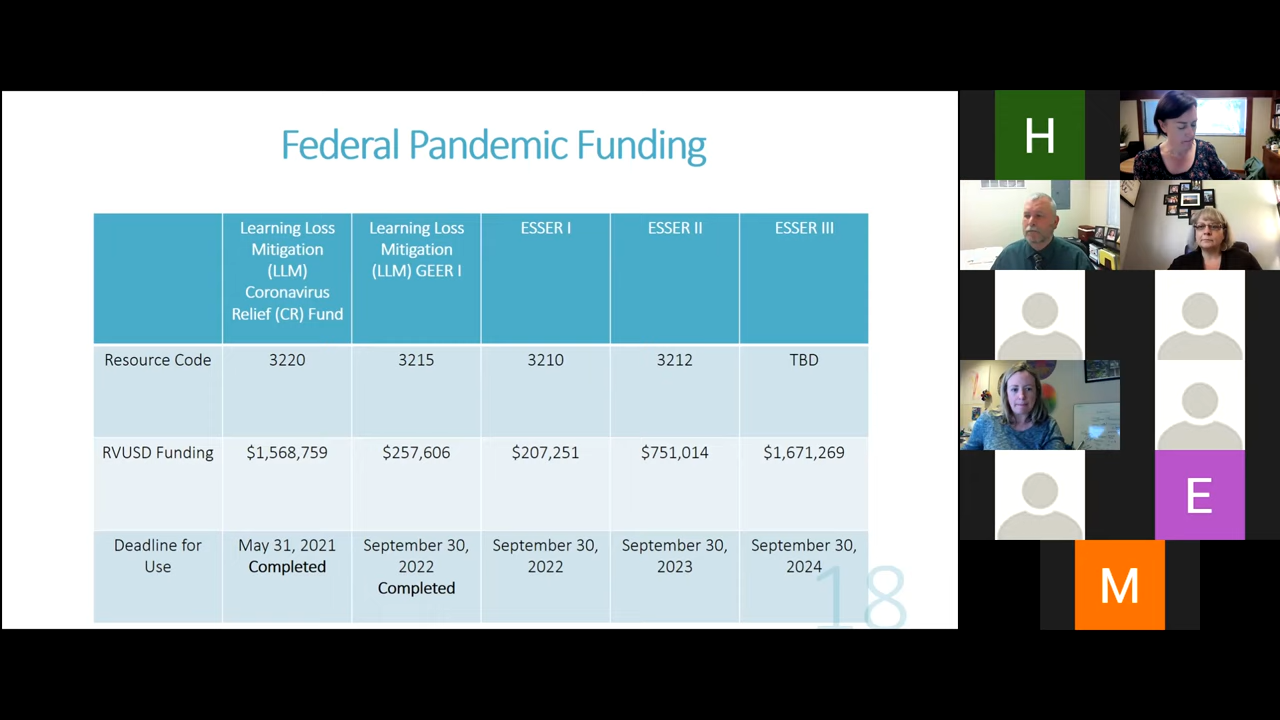 Federal Pandemic Funding
Learning Loss
Mitigation
(LLM)
Coronavirus
Relief (CR) Fund
Learning Loss
Mitigation
(LLM) GEER I
ESSER I
ESSER II
ESSER III
Resource Code
3220
3215
3210
3212
TBD
RVUSD Funding
$1,568,759
$257,606
$207,251
$751,014
$1,671,269
Deadline for
Use
May 31, 2021
Completed
September 30,
2022
Completed
September 30,
2022
September 30,
2023
September 30,
2024
18
H
E
M